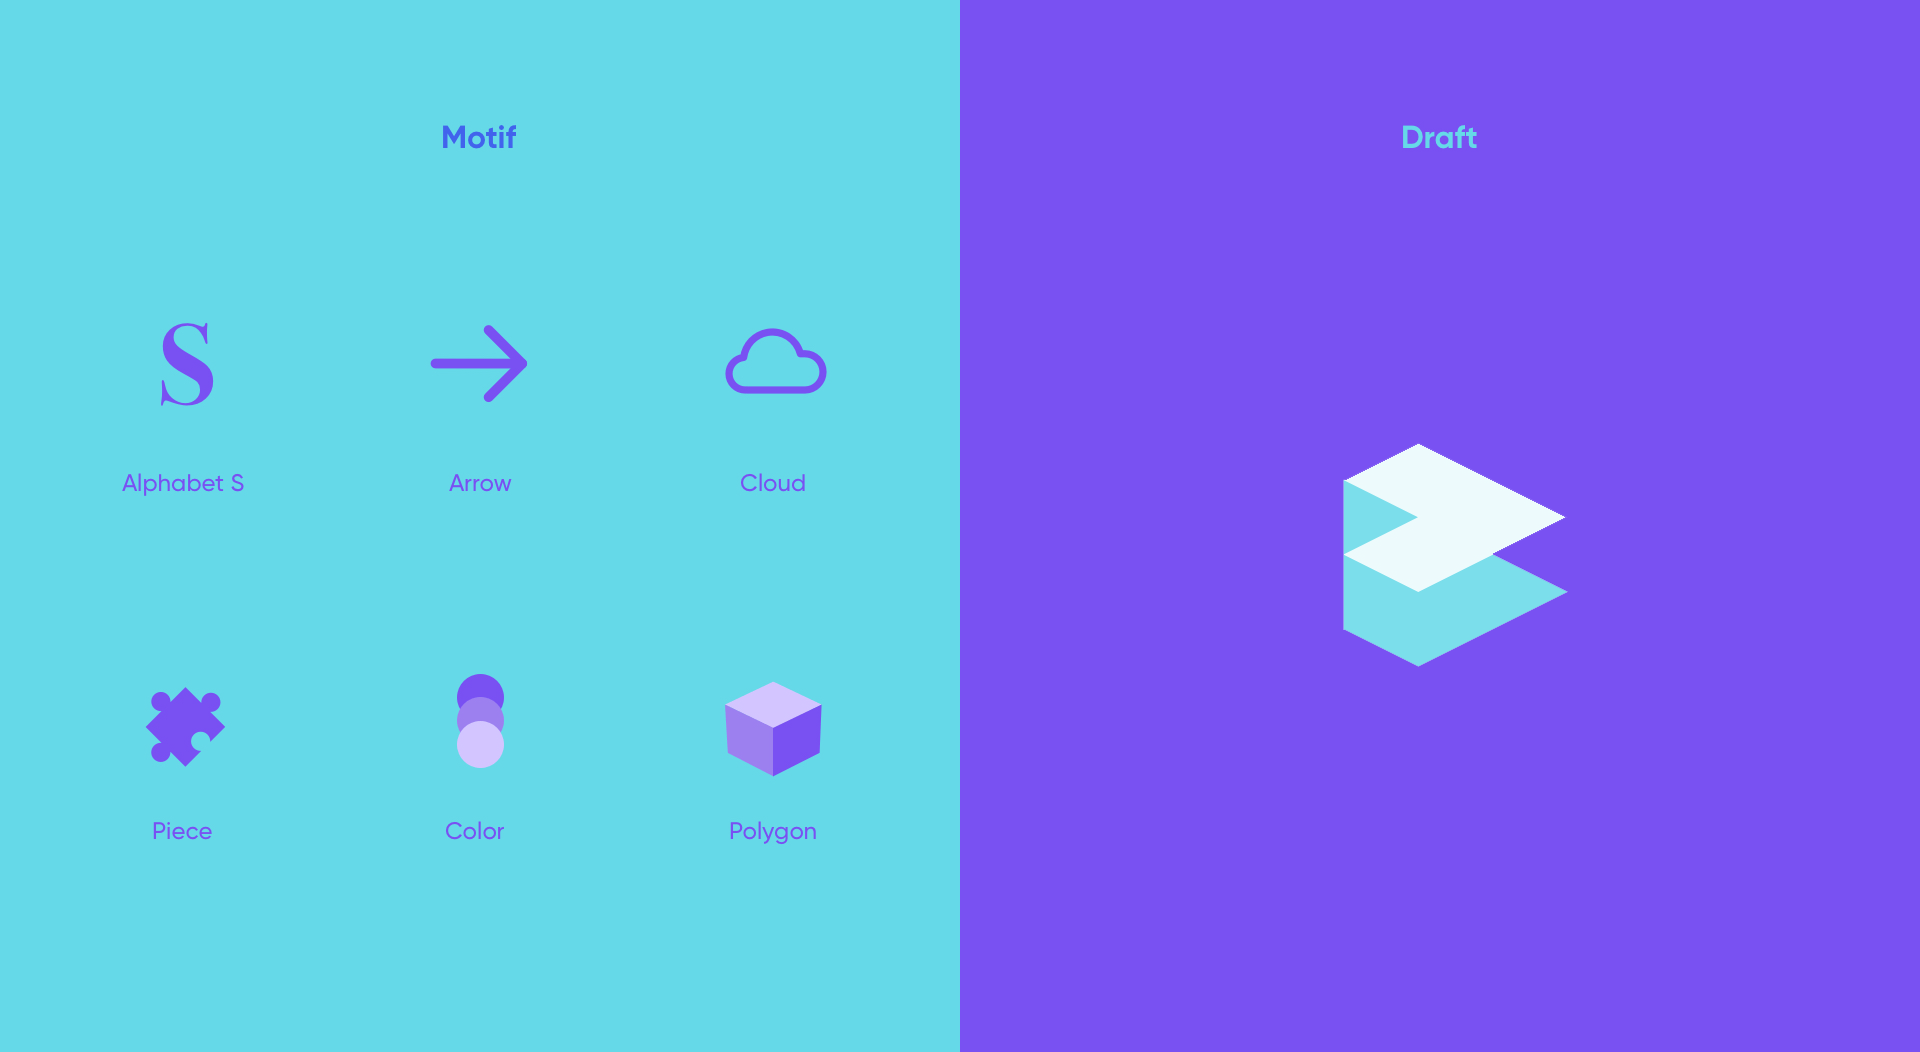 Motif
Draft
S
Alphabet S
Arrow
Cloud
Piece
Color
Polygon